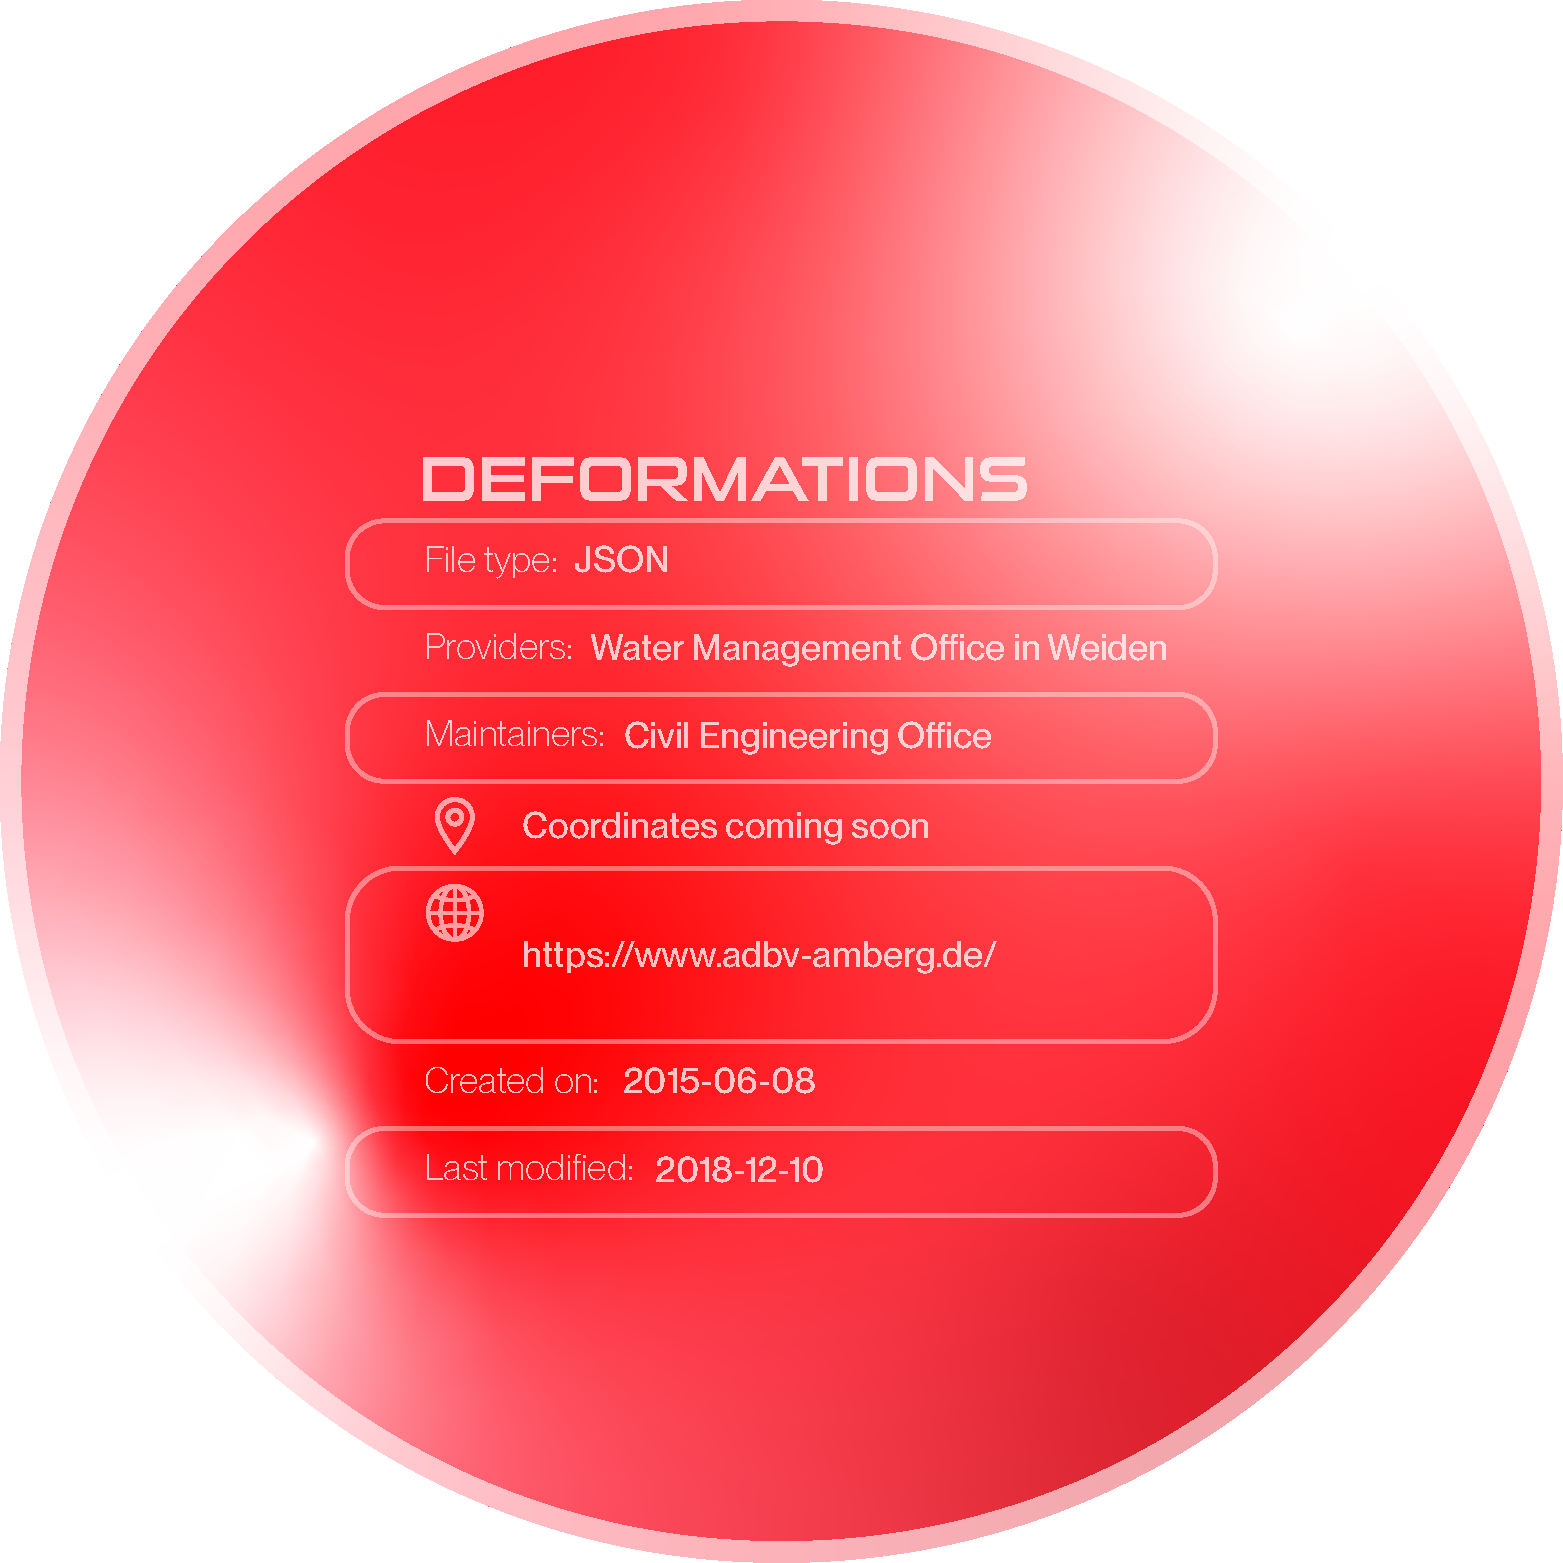 DEFORMATIONS
File type: JSON
Providers: Water Management Office in Weiden
Maintainers: Civil Engineering Office
Coordinates coming soon
https://www.adbv-amberg.de/
Created on: 2015-06-08
Last modified: 2018-12-10